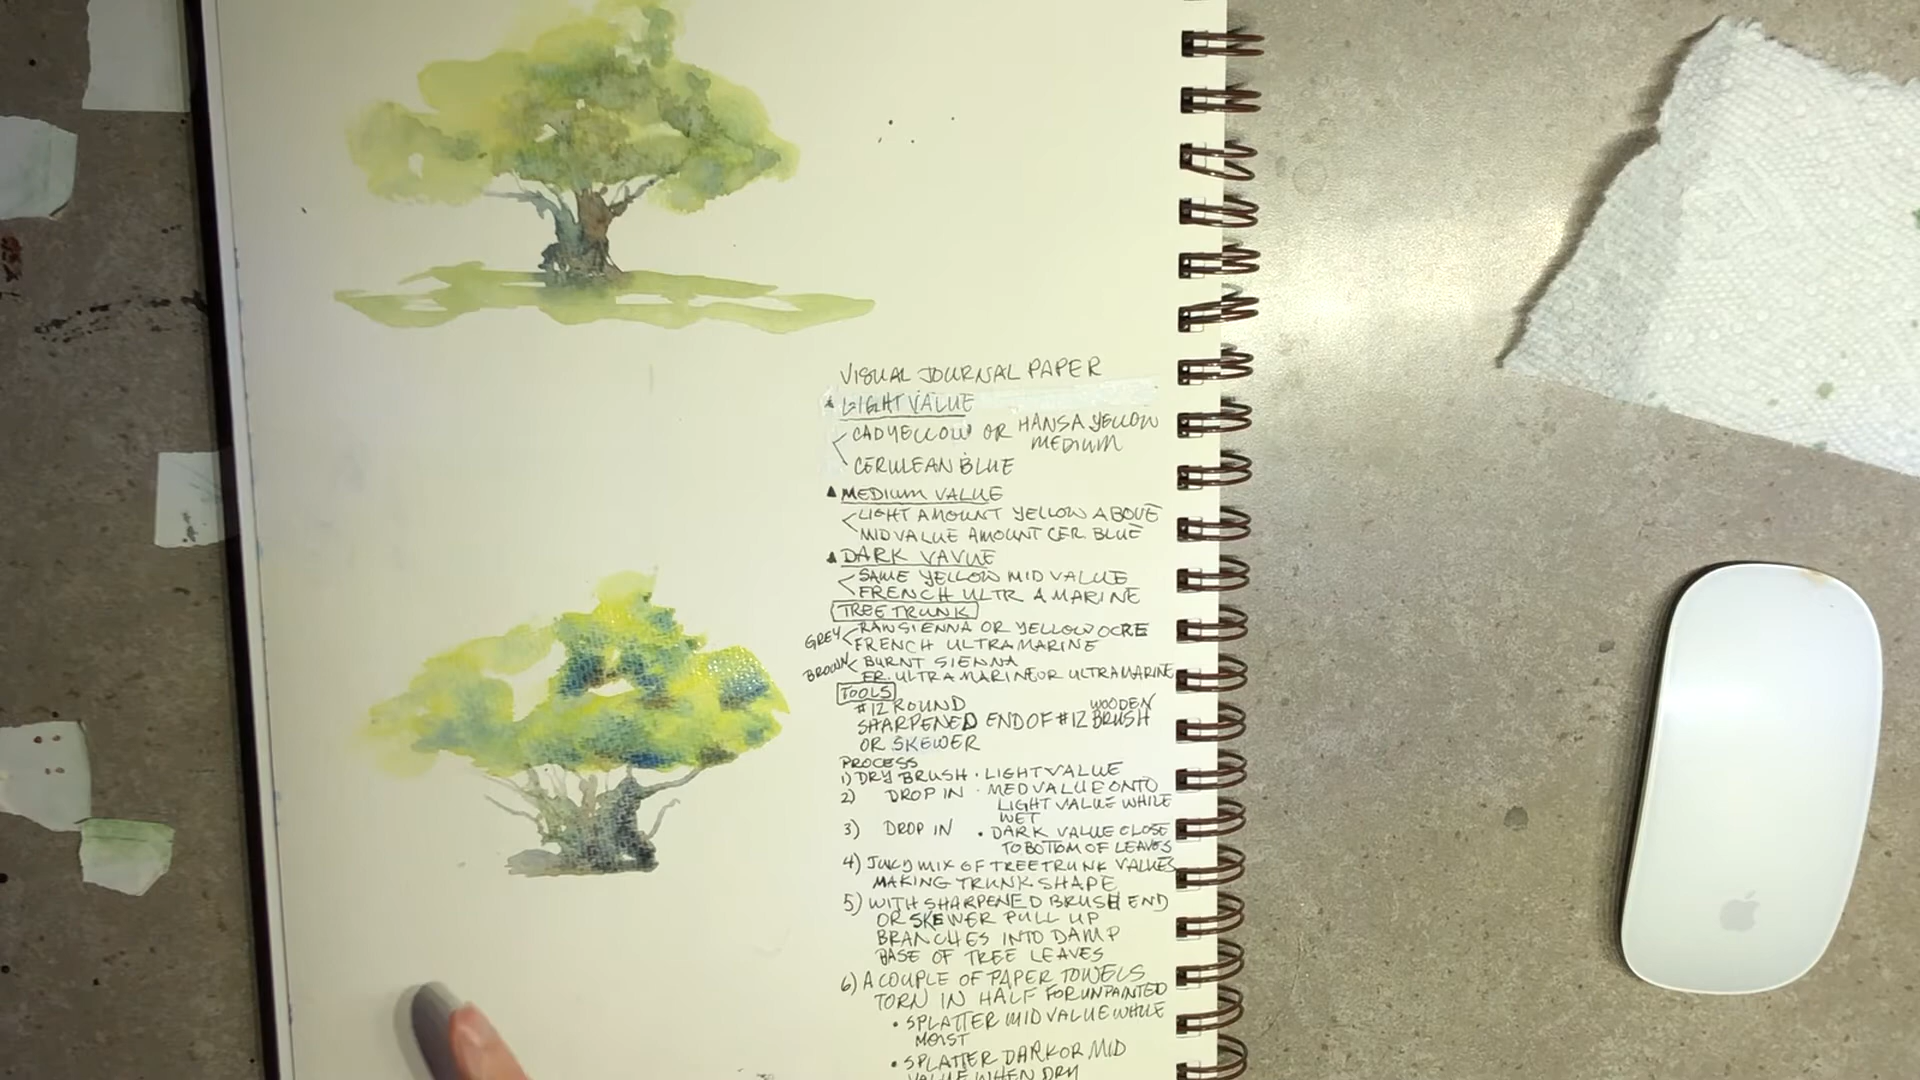 VISUAL JOURNAL PAPER
▲ LIGHT VALUE
CAD YELLOW OR HANSA YELLOW
MEDIUM
CERULEAN BLUE
▲ MEDIUM VALUE
LIGHT AMOUNT YELLOW ABOVE
MID VALUE AMOUNT CER. BLUE
▲ DARK VAVUE
SAME YELLOW MID VALUE
FRENCH ULTRAMARINE
TREE TRUNK
GREY < RAW SIENNA OR YELLOW OCRE
FRENCH ULTRAMARINE
BROWN < BURNT SIENNA
FR. ULTRAMARINE OR ULTRAMARINE
TOOLS
#12 ROUND
SHARPENED END OF #12 WOODEN BRUSH
OR SKEWER
PROCESS
1) DRY BRUSH • LIGHT VALUE
2) DROP IN • MED VALUE ONTO
LIGHT VALUE WHILE
WET
3) DROP IN • DARK VALUE CLOSE
TO BOTTOM OF LEAVES
4) JUICY MIX OF TREE TRUNK VALUES
MAKING TRUNK SHAPE
5) WITH SHARPENED BRUSH END
OR SKEWER PULL UP
BRANCHES INTO DAMP
BASE OF TREE LEAVES
6) A COUPLE OF PAPER TOWELS
TORN IN HALF FOR UNPAINTED
• SPLATTER MID VALUE WHILE
MOIST
• SPLATTER DARK OR MID
VALUE WHEN DRY